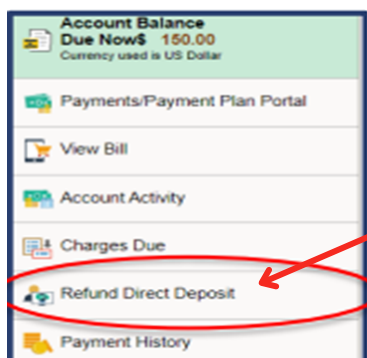 Account Balance
Due Now$ 150.00
Currency used is US Dollar
Payments/Payment Plan Portal
View Bill
Account Activity
Charges Due
Refund Direct Deposit
Payment History